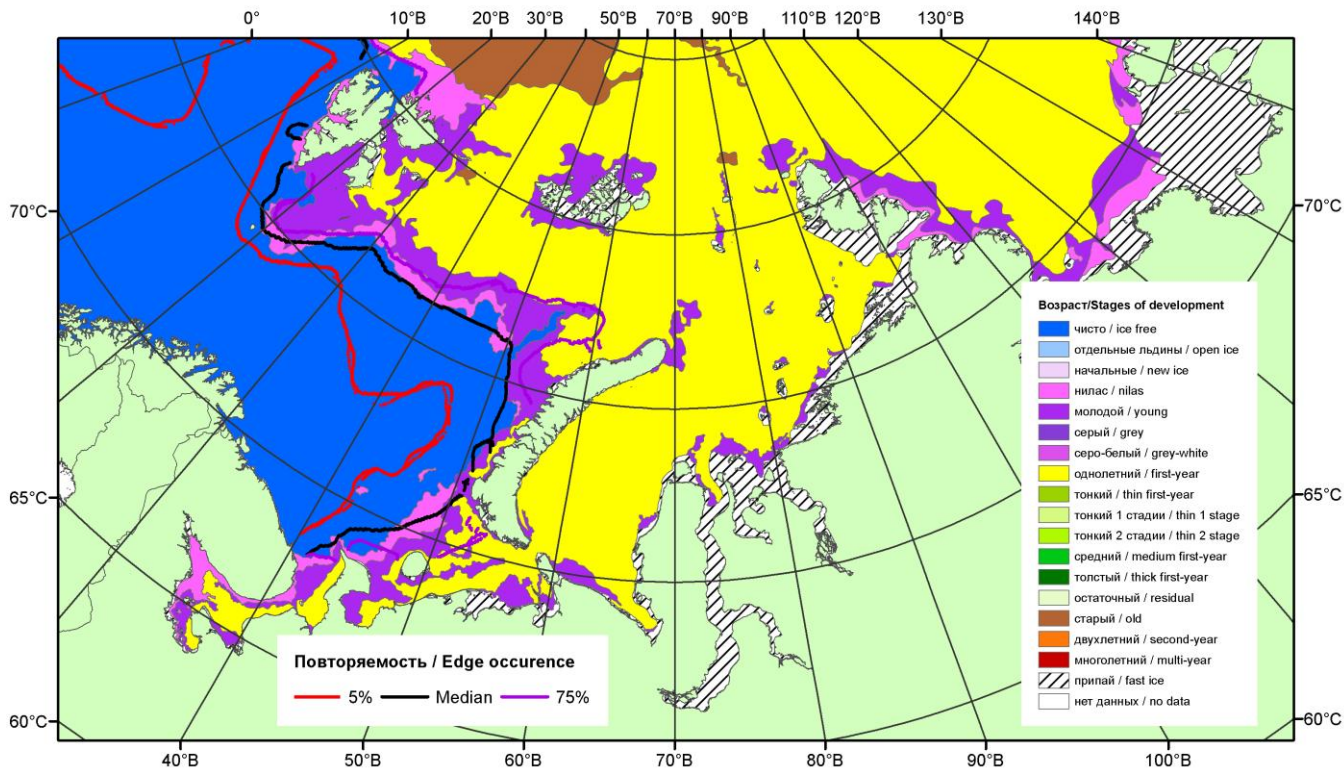 0° 10°В 20°В 30°В 50°В 70°В 90°В 110°В 120°В 130°В 140°В
70°С 70°С
65°С 65°С
60°С 60°С
Возраст/Stages of development
чисто / ice free
отдельные льдины / open ice
начальные / new ice
нилас / nilas
молодой / young
серый / grey
серо-белый / grey-white
однолетний / first-year
тонкий / thin first-year
тонкий 1 стадии / thin 1 stage
тонкий 2 стадии / thin 2 stage
средний / medium first-year
толстый / thick first-year
остаточный / residual
старый / old
двухлетний / second-year
многолетний / multi-year
припай / fast ice
нет данных / no data
Повторяемость / Edge occurence
5% Median 75%
40°В 50°В 60°В 70°В 80°В 90°В 100°В